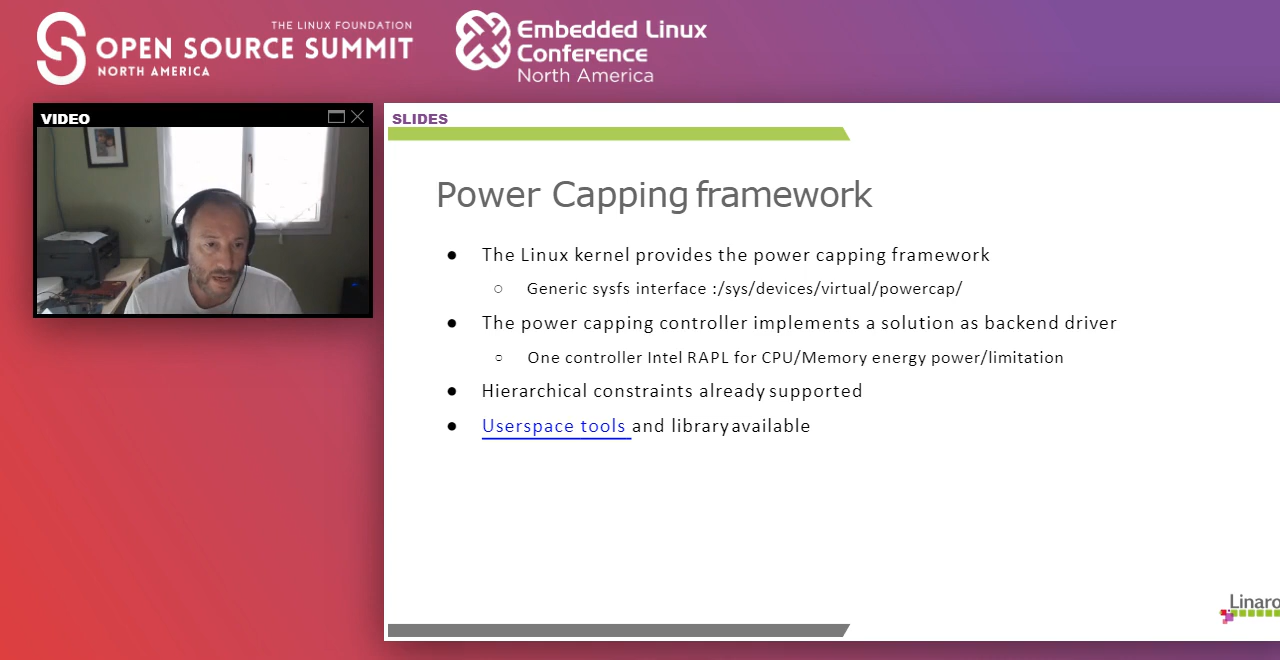 THE LINUX FOUNDATION
OPEN SOURCE SUMMIT
NORTH AMERICA
Embedded Linux
Conference
North America
VIDEO
SLIDES
Power Capping framework
● The Linux kernel provides the power capping framework
○ Generic sysfs interface :/sys/devices/virtual/powercap/
● The power capping controller implements a solution as backend driver
○ One controller Intel RAPL for CPU/Memory energy power/limitation
● Hierarchical constraints already supported
● Userspace tools and library available
Linaro